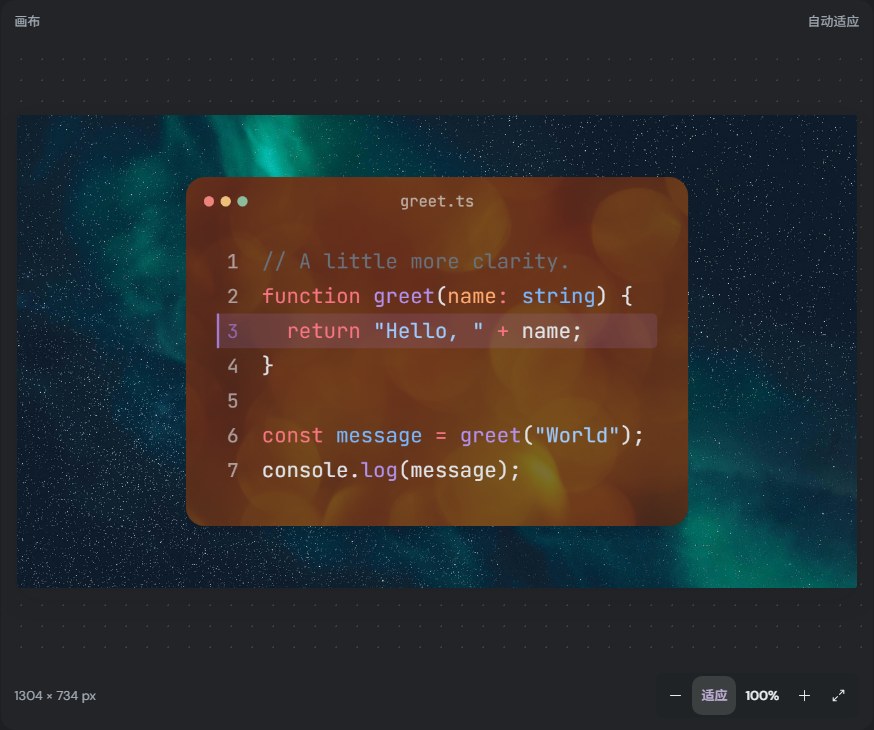 画布
自动适应
greet.ts
1 // A little more clarity.
2 function greet(name: string) {
3   return "Hello, " + name;
4 }
5
6 const message = greet("World");
7 console.log(message);
1304 × 734 px
− 适应 100% +